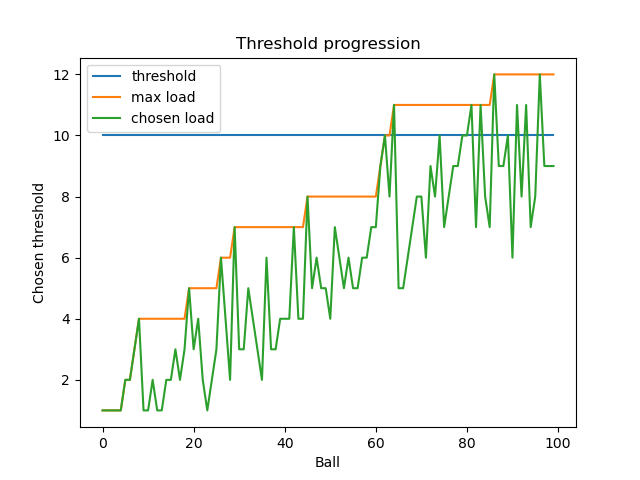 Threshold progression
threshold
max load
chosen load
Chosen threshold
12
10
8
6
4
2
0
20
40
60
80
100
Ball